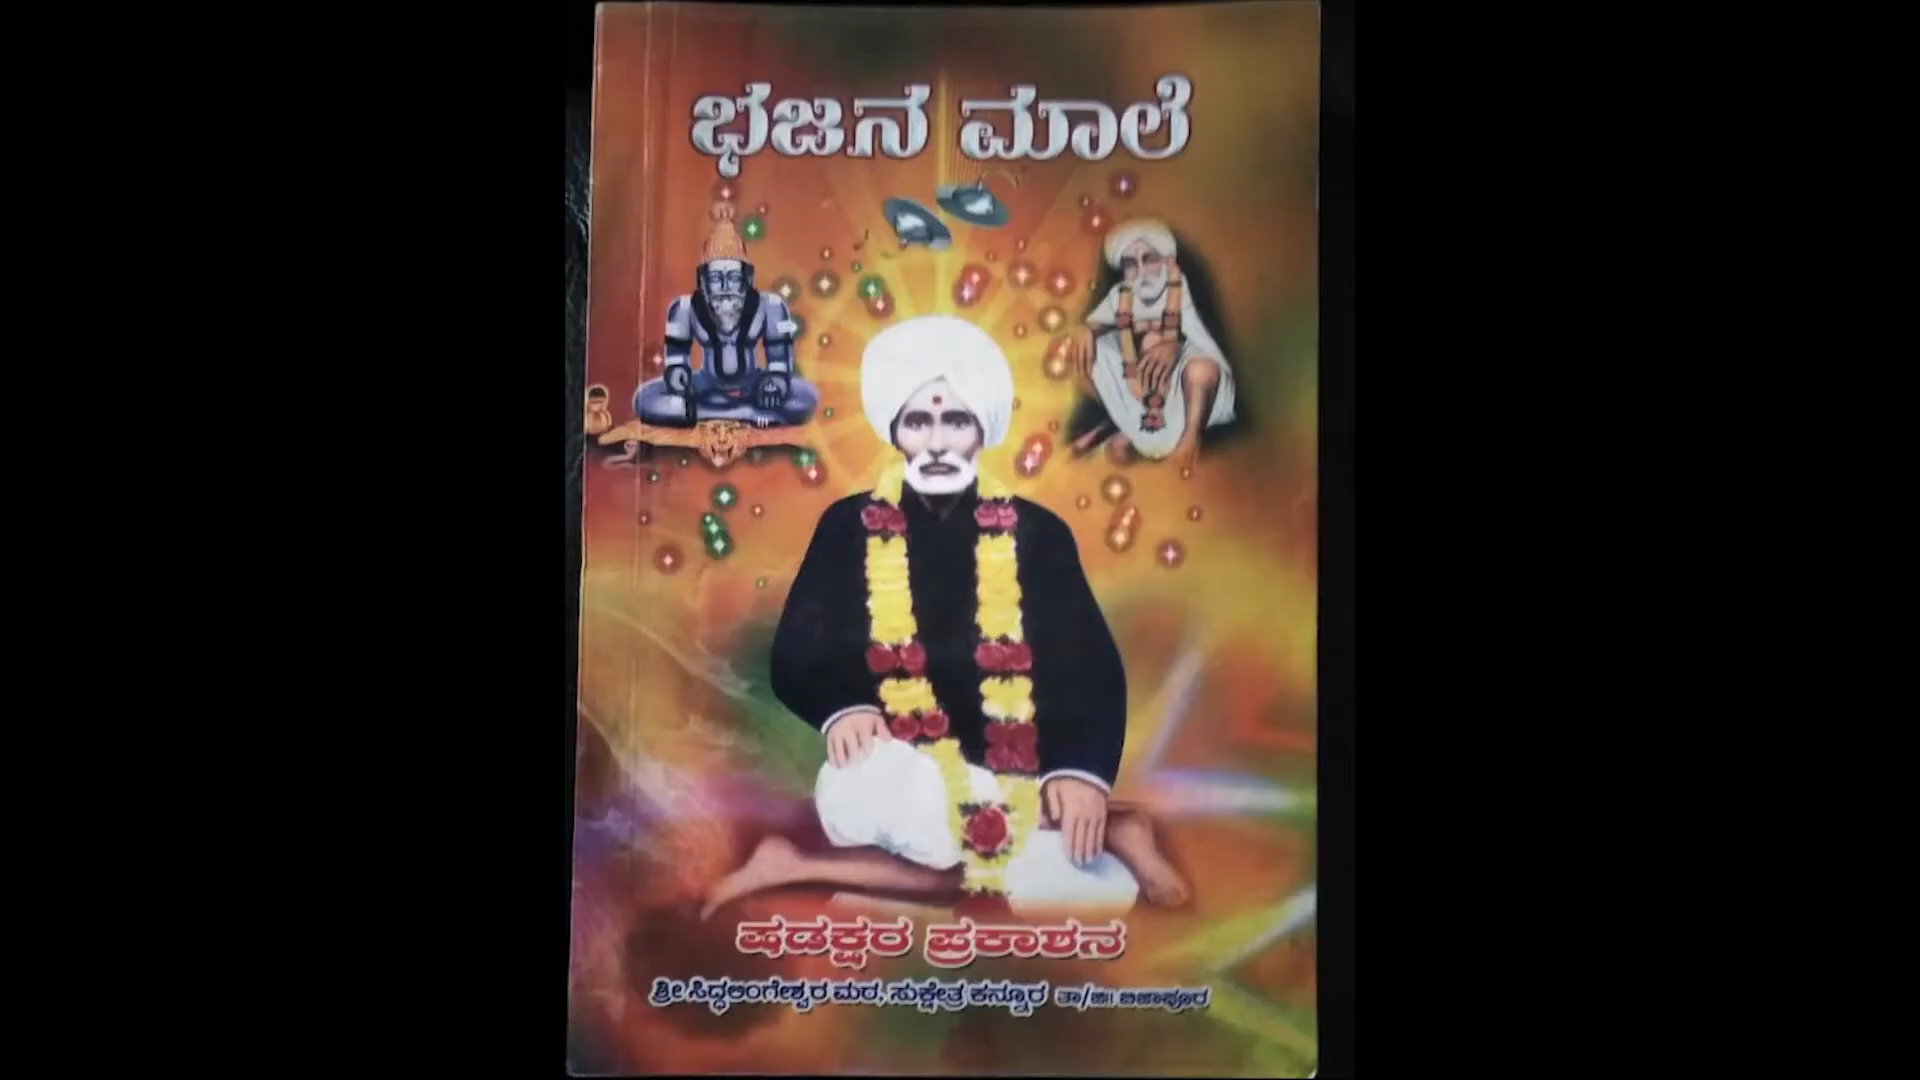 ಭಜನ ಮಾಲೆ
ಷಡಕ್ಷರ ಪ್ರಕಾಶನ
ಶ್ರೀ ಸಿದ್ಧಲಿಂಗೇಶ್ವರ ಮಠ, ಸುಕ್ಷೇತ್ರ ಕನ್ನೂರ ತಾ/ಜಿ॥ ಬಿಜಾಪೂರ